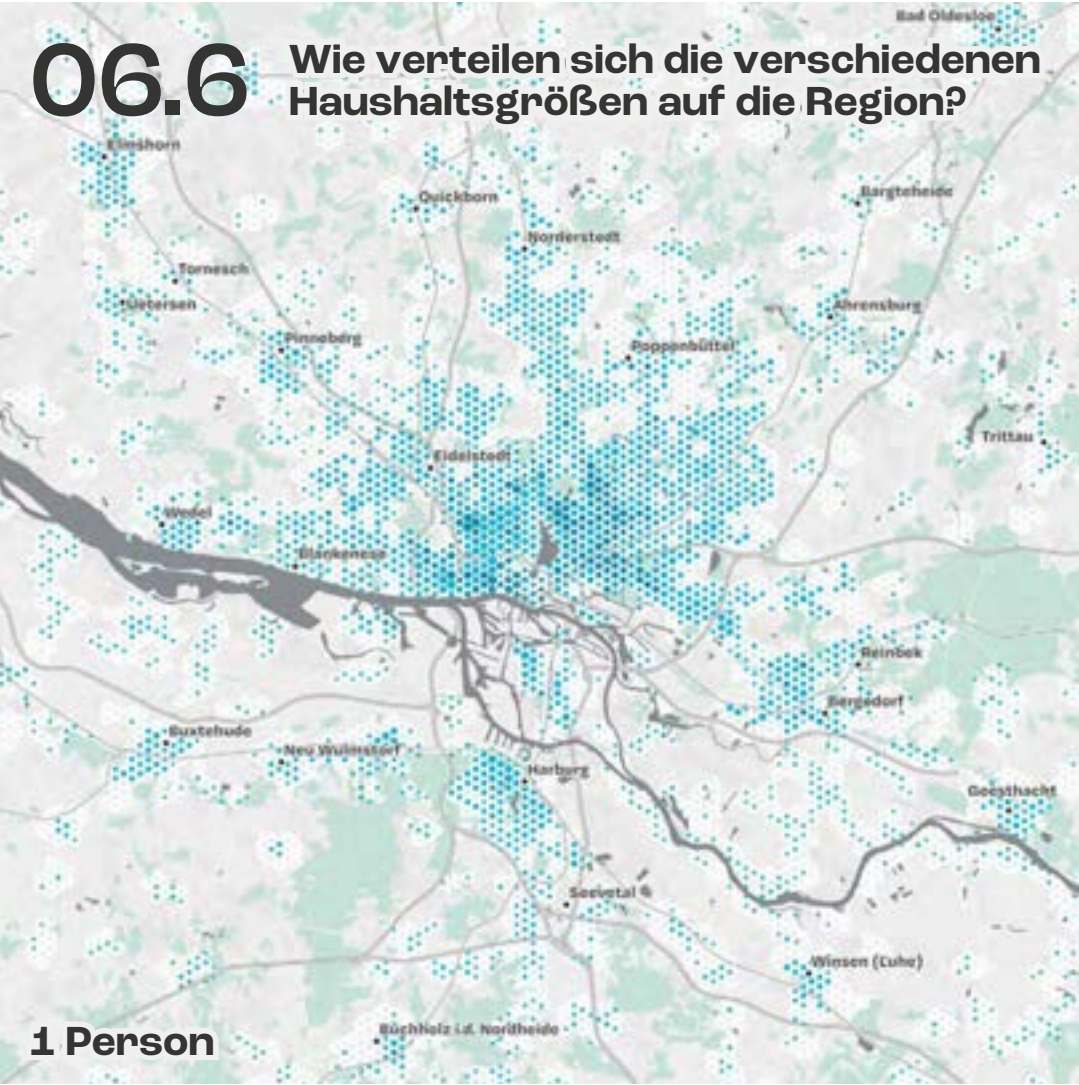 Bad Oldesloe
06.6
Wie verteilen sich die verschiedenen
Haushaltsgrößen auf die Region?
Elmshorn
Quickborn
Bargteheide
Norderstedt
Tornesch
Uetersen
Ahrensburg
Pinneberg
Poppenbüttel
Trittau
Eidelstedt
Wedel
Blankenese
Reinbek
Bergedorf
Buxtehude
Neu Wulmstorf
Harburg
Geesthacht
Seevetal
Winsen (Luhe)
Buchholz i.d. Nordheide
1 Person